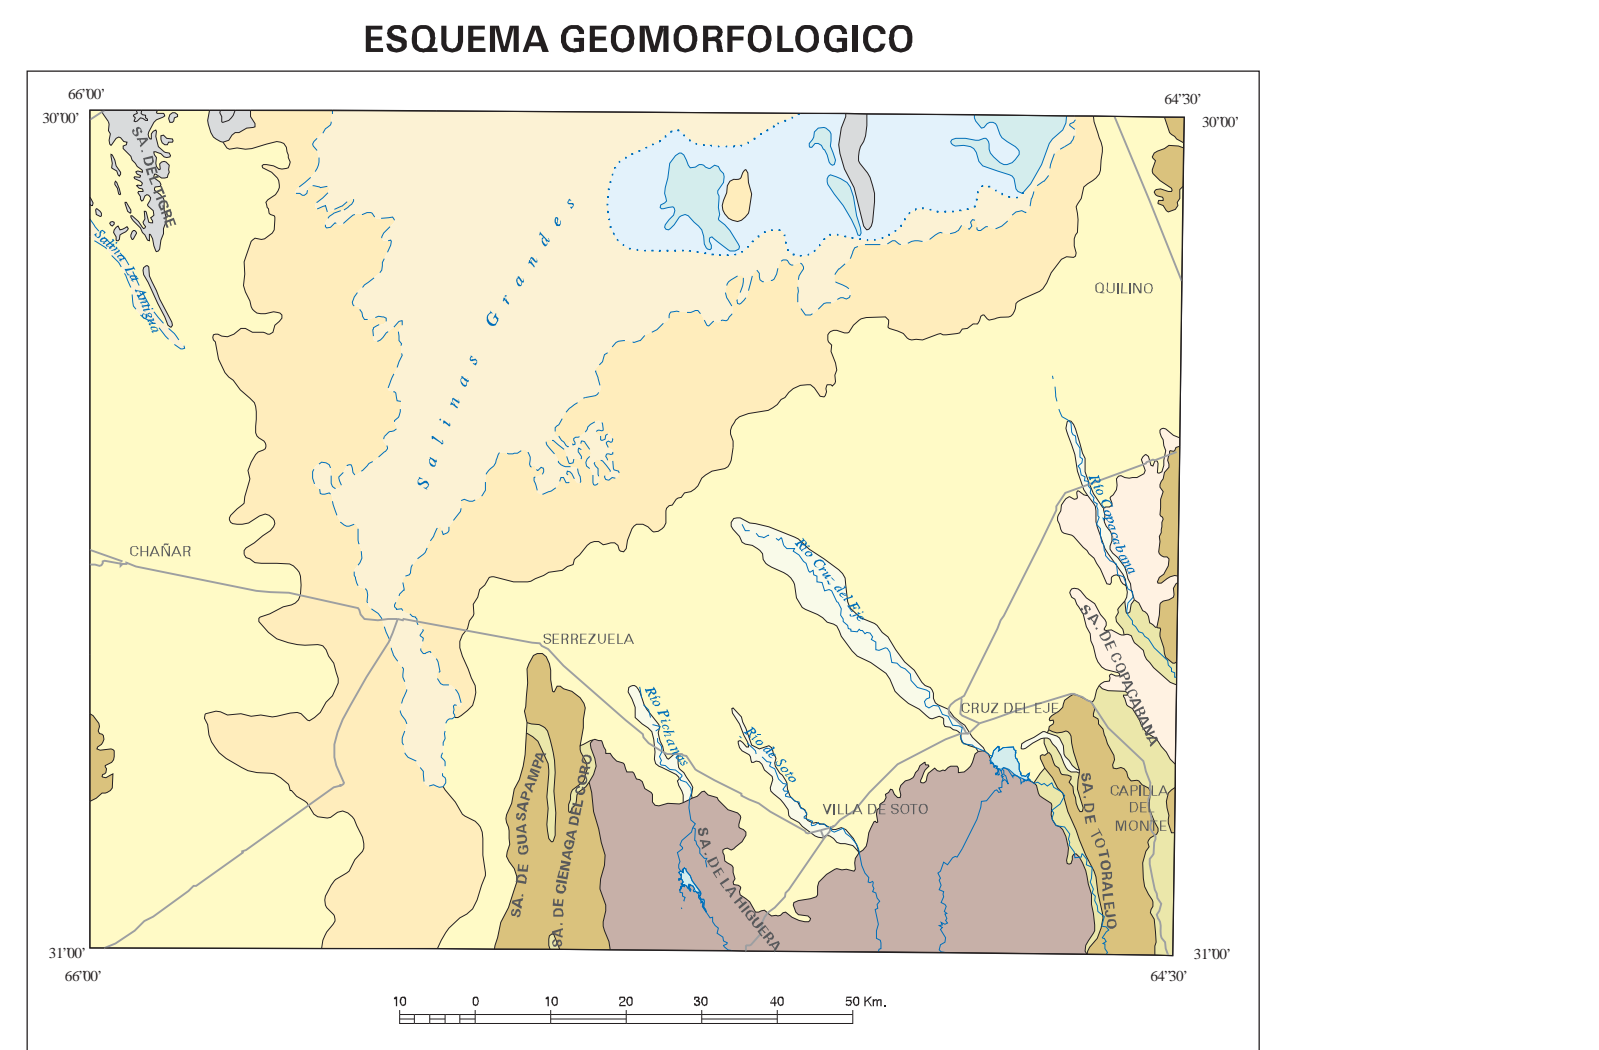 ESQUEMA GEOMORFOLOGICO
66°00'
64°30'
30°00'
30°00'
SA. DEL TIGRE
Salina La Antigua
Salinas Grandes
QUILINO
Río Copacabana
CHAÑAR
Río Cruz del Eje
SERREZUELA
SA. DE COPACABANA
Río Pichanas
Río de Soto
CRUZ DEL EJE
SA. DE GUASAPAMPA
SA. DE CIENAGA DEL CORO
VILLA DE SOTO
SA. DE TOTORALEJO
CAPILLA
DEL
MONTE
SA. DE LA HIGUERA
31°00'
31°00'
66°00'
64°30'
10 0 10 20 30 40 50 Km.